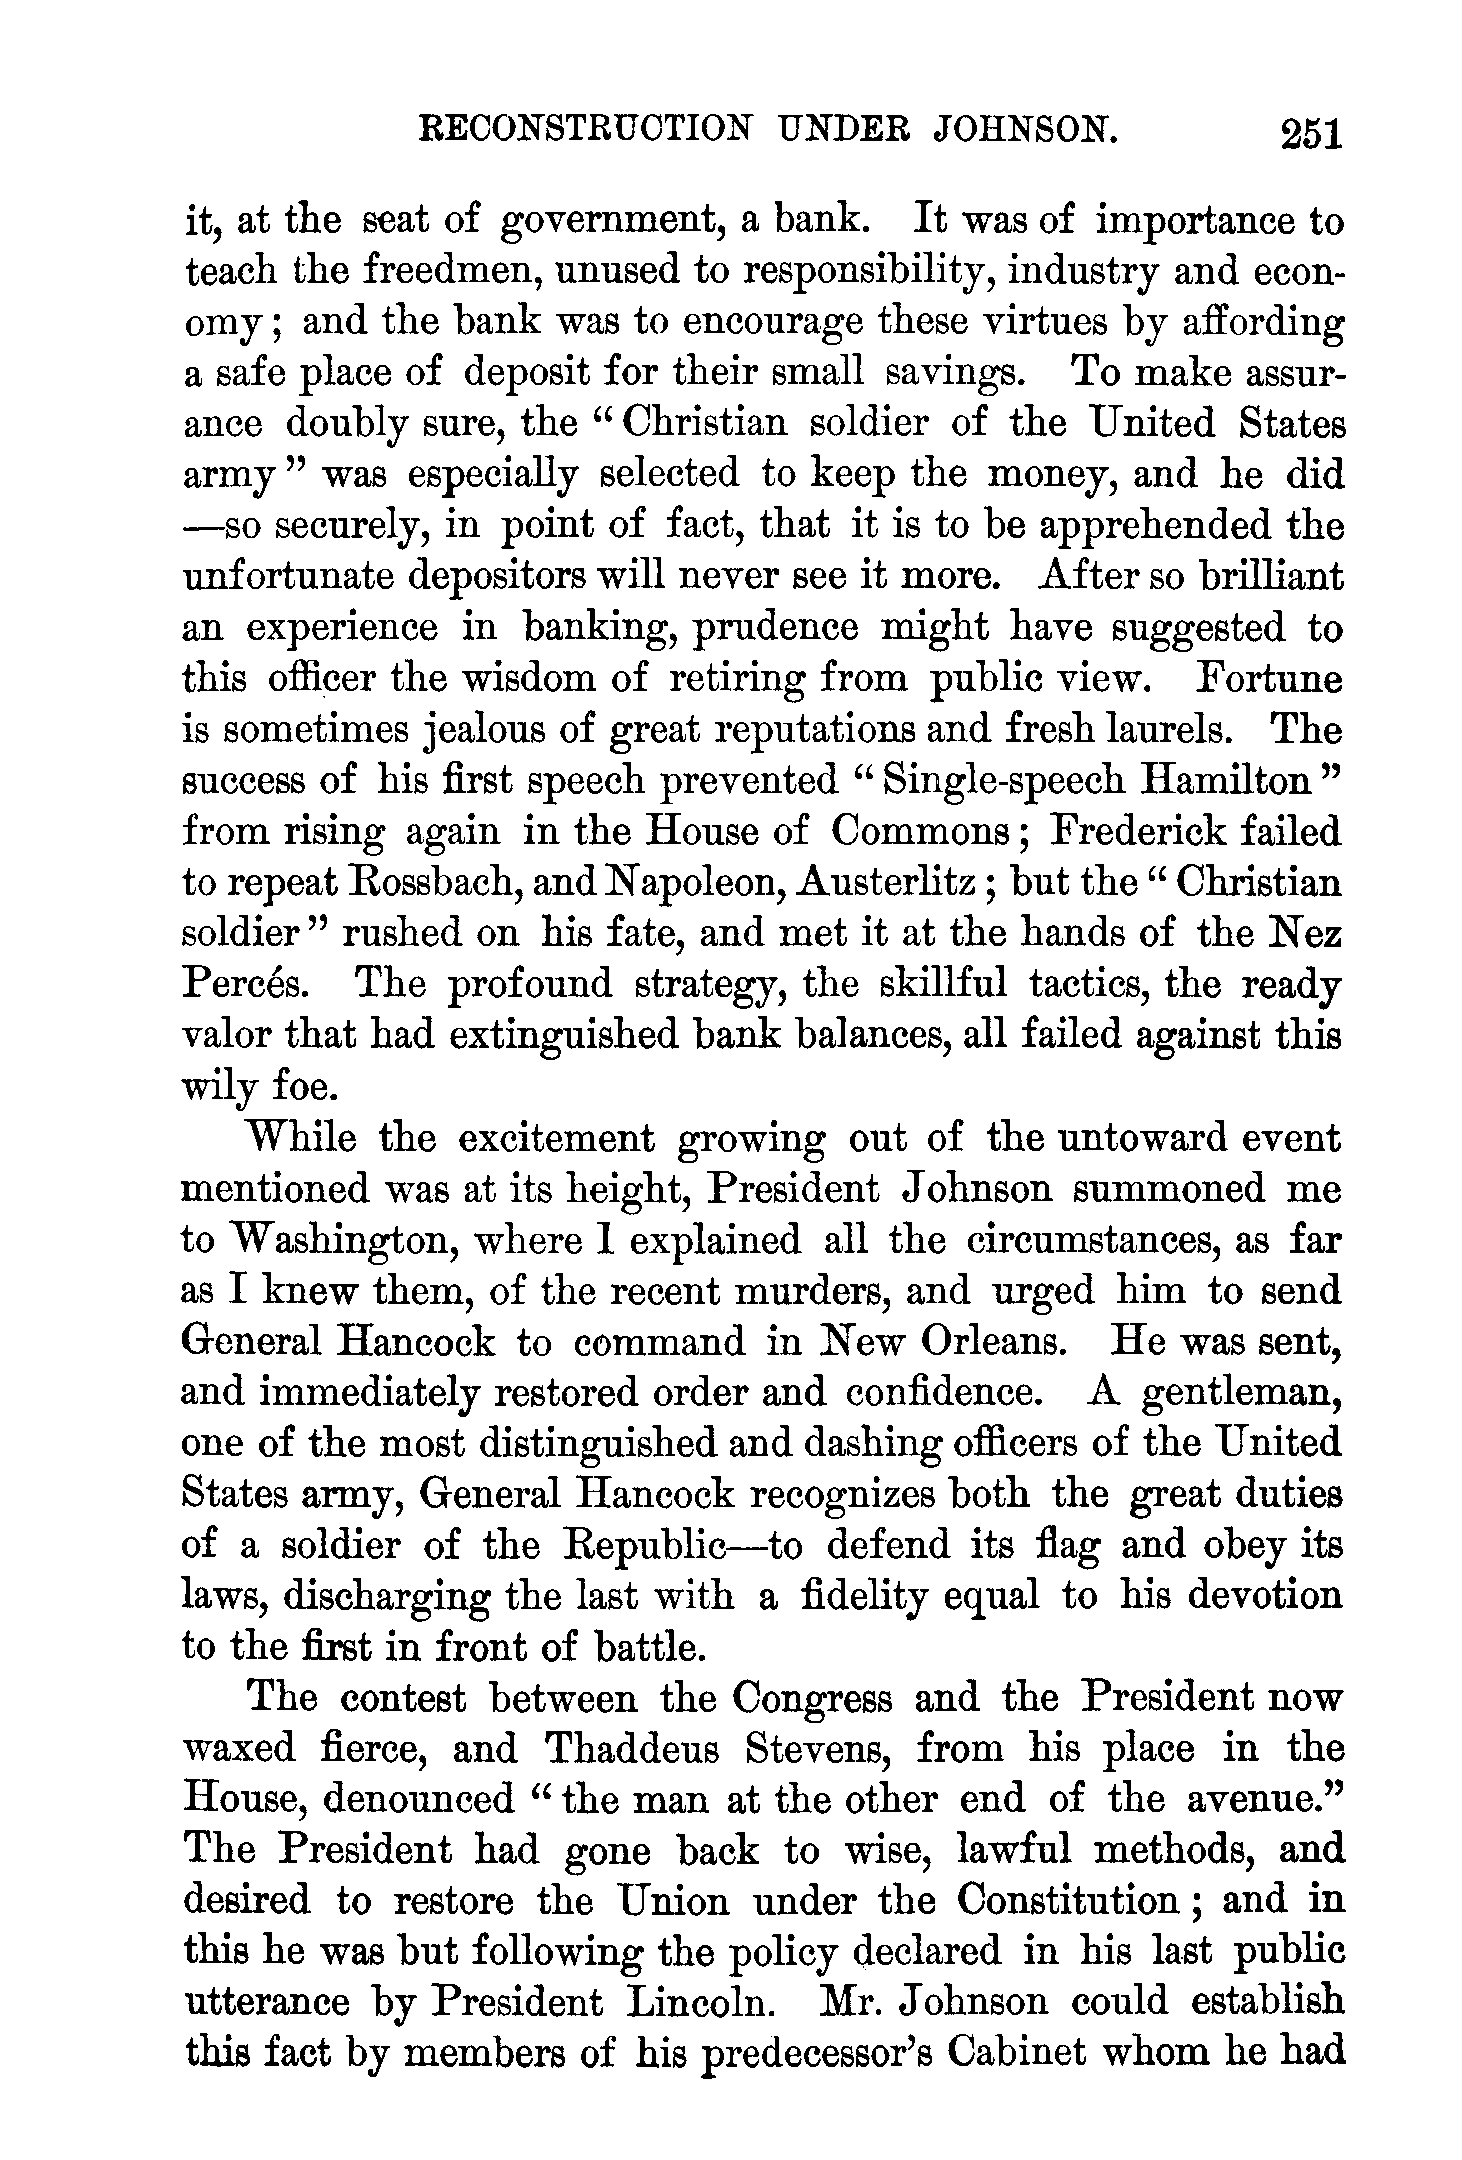 RECONSTRUCTION UNDER JOHNSON. 251
it, at the seat of government, a bank. It was of importance to
teach the freedmen, unused to responsibility, industry and econ-
omy; and the bank was to encourage these virtues by affording
a safe place of deposit for their small savings. To make assur-
ance doubly sure, the “Christian soldier of the United States
army” was especially selected to keep the money, and he did
—so securely, in point of fact, that it is to be apprehended the
unfortunate depositors will never see it more. After so brilliant
an experience in banking, prudence might have suggested to
this officer the wisdom of retiring from public view. Fortune
is sometimes jealous of great reputations and fresh laurels. The
success of his first speech prevented “Single-speech Hamilton”
from rising again in the House of Commons; Frederick failed
to repeat Rossbach, and Napoleon, Austerlitz; but the “Christian
soldier” rushed on his fate, and met it at the hands of the Nez
Percés. The profound strategy, the skillful tactics, the ready
valor that had extinguished bank balances, all failed against this
wily foe.
While the excitement growing out of the untoward event
mentioned was at its height, President Johnson summoned me
to Washington, where I explained all the circumstances, as far
as I knew them, of the recent murders, and urged him to send
General Hancock to command in New Orleans. He was sent,
and immediately restored order and confidence. A gentleman,
one of the most distinguished and dashing officers of the United
States army, General Hancock recognizes both the great duties
of a soldier of the Republic—to defend its flag and obey its
laws, discharging the last with a fidelity equal to his devotion
to the first in front of battle.
The contest between the Congress and the President now
waxed fierce, and Thaddeus Stevens, from his place in the
House, denounced “the man at the other end of the avenue.”
The President had gone back to wise, lawful methods, and
desired to restore the Union under the Constitution; and in
this he was but following the policy declared in his last public
utterance by President Lincoln. Mr. Johnson could establish
this fact by members of his predecessor’s Cabinet whom he had